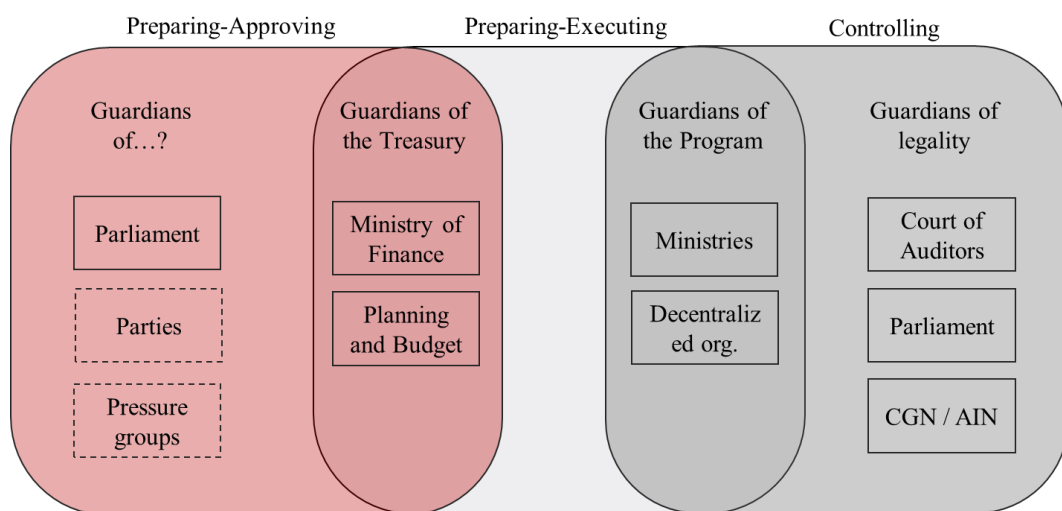 Preparing-Approving
Preparing-Executing
Controlling
Guardians
of…?
Parliament
Parties
Pressure
groups
Guardians of
the Treasury
Ministry of
Finance
Planning
and Budget
Guardians of
the Program
Ministries
Decentraliz
ed org.
Guardians of
legality
Court of
Auditors
Parliament
CGN / AIN